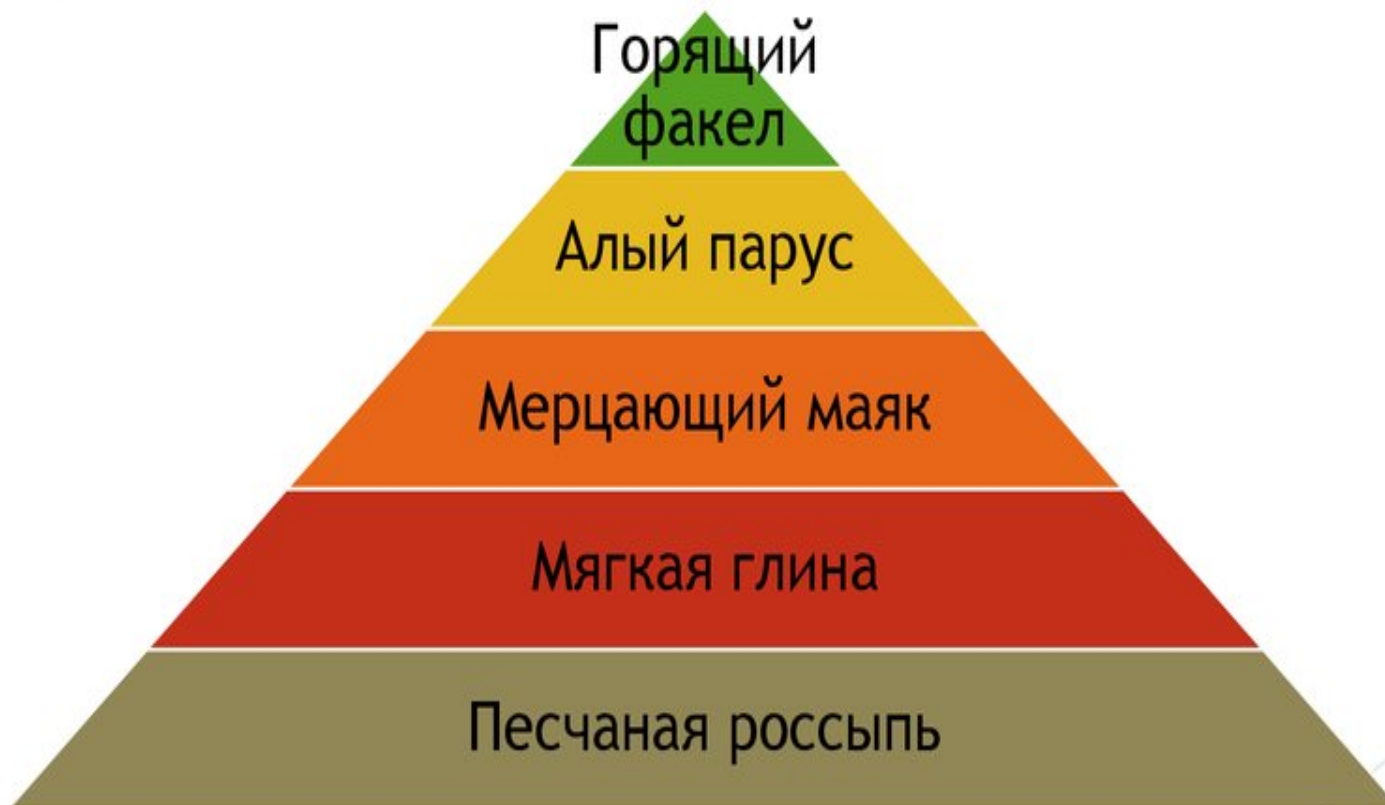 Горящий
факел
Алый парус
Мерцающий маяк
Мягкая глина
Песчаная россыпь